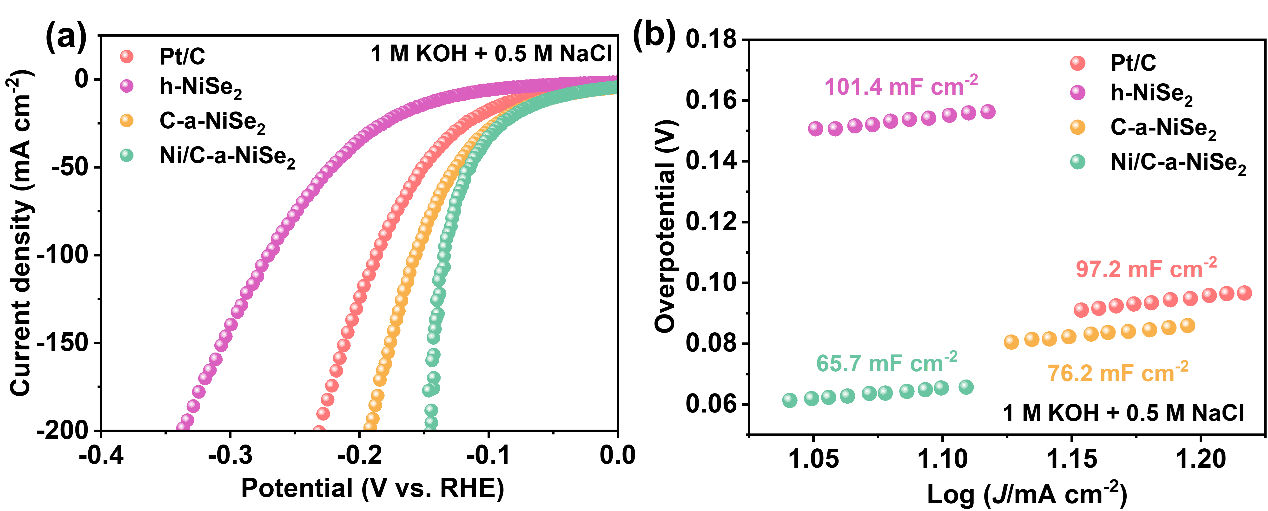 (a)
1 M KOH + 0.5 M NaCl
Pt/C
h-NiSe₂
C-a-NiSe₂
Ni/C-a-NiSe₂
Current density (mA cm⁻²)
0
-50
-100
-150
-200
-0.4
-0.3
-0.2
-0.1
0.0
Potential (V vs. RHE)
(b)
Pt/C
h-NiSe₂
C-a-NiSe₂
Ni/C-a-NiSe₂
101.4 mF cm⁻²
97.2 mF cm⁻²
65.7 mF cm⁻²
76.2 mF cm⁻²
1 M KOH + 0.5 M NaCl
Overpotential (V)
0.18
0.16
0.14
0.12
0.10
0.08
0.06
1.05
1.10
1.15
1.20
Log (J/mA cm⁻²)